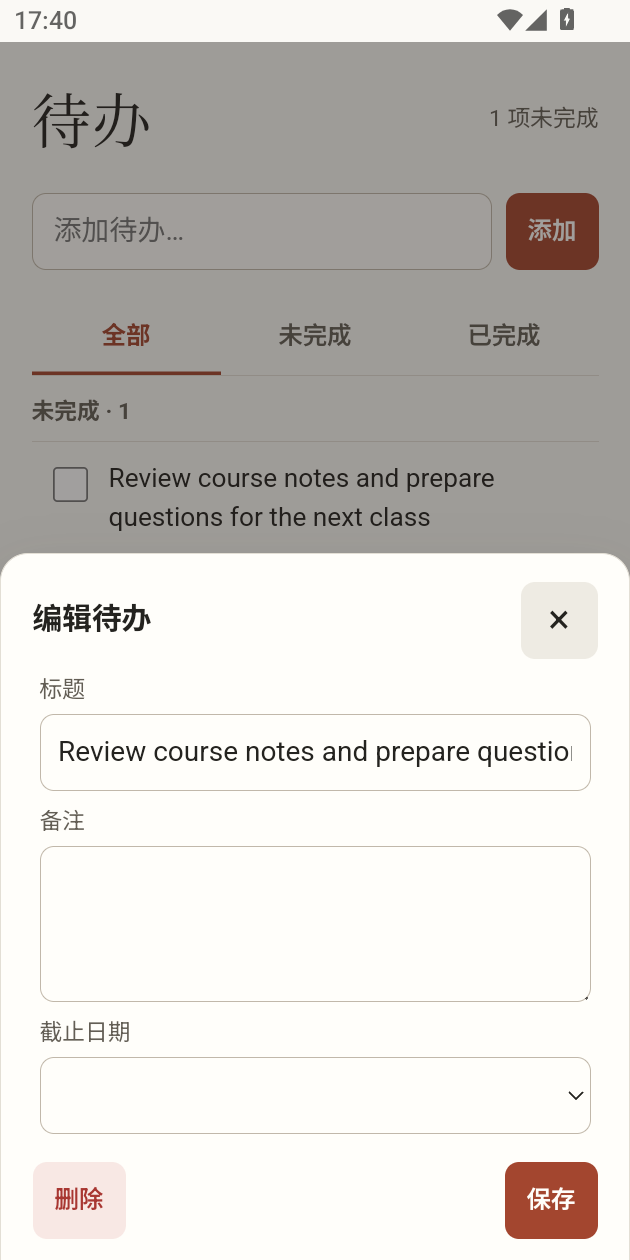 17:40
待办
1 项未完成
添加待办…
添加
全部
未完成
已完成
未完成 · 1
Review course notes and prepare
questions for the next class
编辑待办
×
标题
Review course notes and prepare questio
备注
截止日期
删除
保存